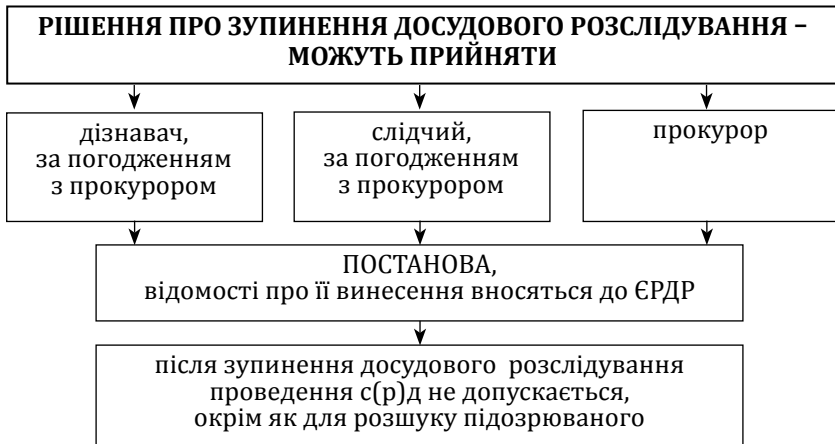 РІШЕННЯ ПРО ЗУПИНЕННЯ ДОСУДОВОГО РОЗСЛІДУВАННЯ –
МОЖУТЬ ПРИЙНЯТИ
дізнавач,
за погодженням
з прокурором
слідчий,
за погодженням
з прокурором
прокурор
ПОСТАНОВА,
відомості про її винесення вносяться до ЄРДР
після зупинення досудового розслідування
проведення с(р)д не допускається,
окрім як для розшуку підозрюваного